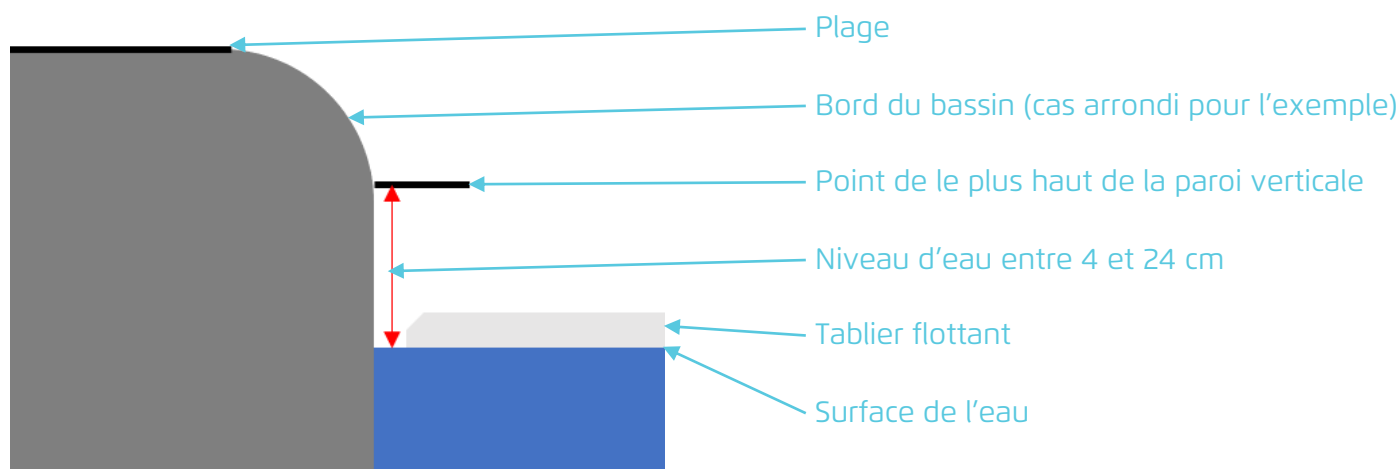 Plage
Bord du bassin (cas arrondi pour l'exemple)
Point de le plus haut de la paroi verticale
Niveau d'eau entre 4 et 24 cm
Tablier flottant
Surface de l'eau